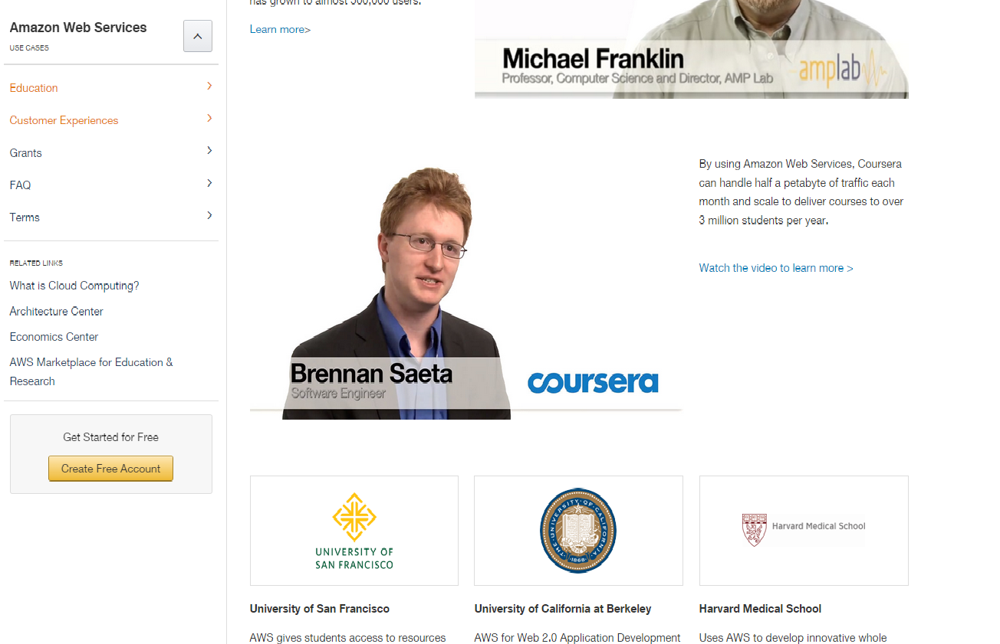 Amazon Web Services
USE CASES
Education
Customer Experiences
Grants
FAQ
Terms
RELATED LINKS
What is Cloud Computing?
Architecture Center
Economics Center
AWS Marketplace for Education &
Research
Get Started for Free
Create Free Account
has grown to almost 500,000 users.
Learn more>
Michael Franklin
Professor, Computer Science and Director, AMP Lab
amplab
By using Amazon Web Services, Coursera
can handle half a petabyte of traffic each
month and scale to deliver courses to over
3 million students per year.
Watch the video to learn more >
Brennan Saeta
Software Engineer
coursera
UNIVERSITY OF
SAN FRANCISCO
THE·UNIVERSITY·OF·CALIFORNIA
·1868·
Harvard Medical School
University of San Francisco
University of California at Berkeley
Harvard Medical School
AWS gives students access to resources
AWS for Web 2.0 Application Development
Uses AWS to develop innovative whole